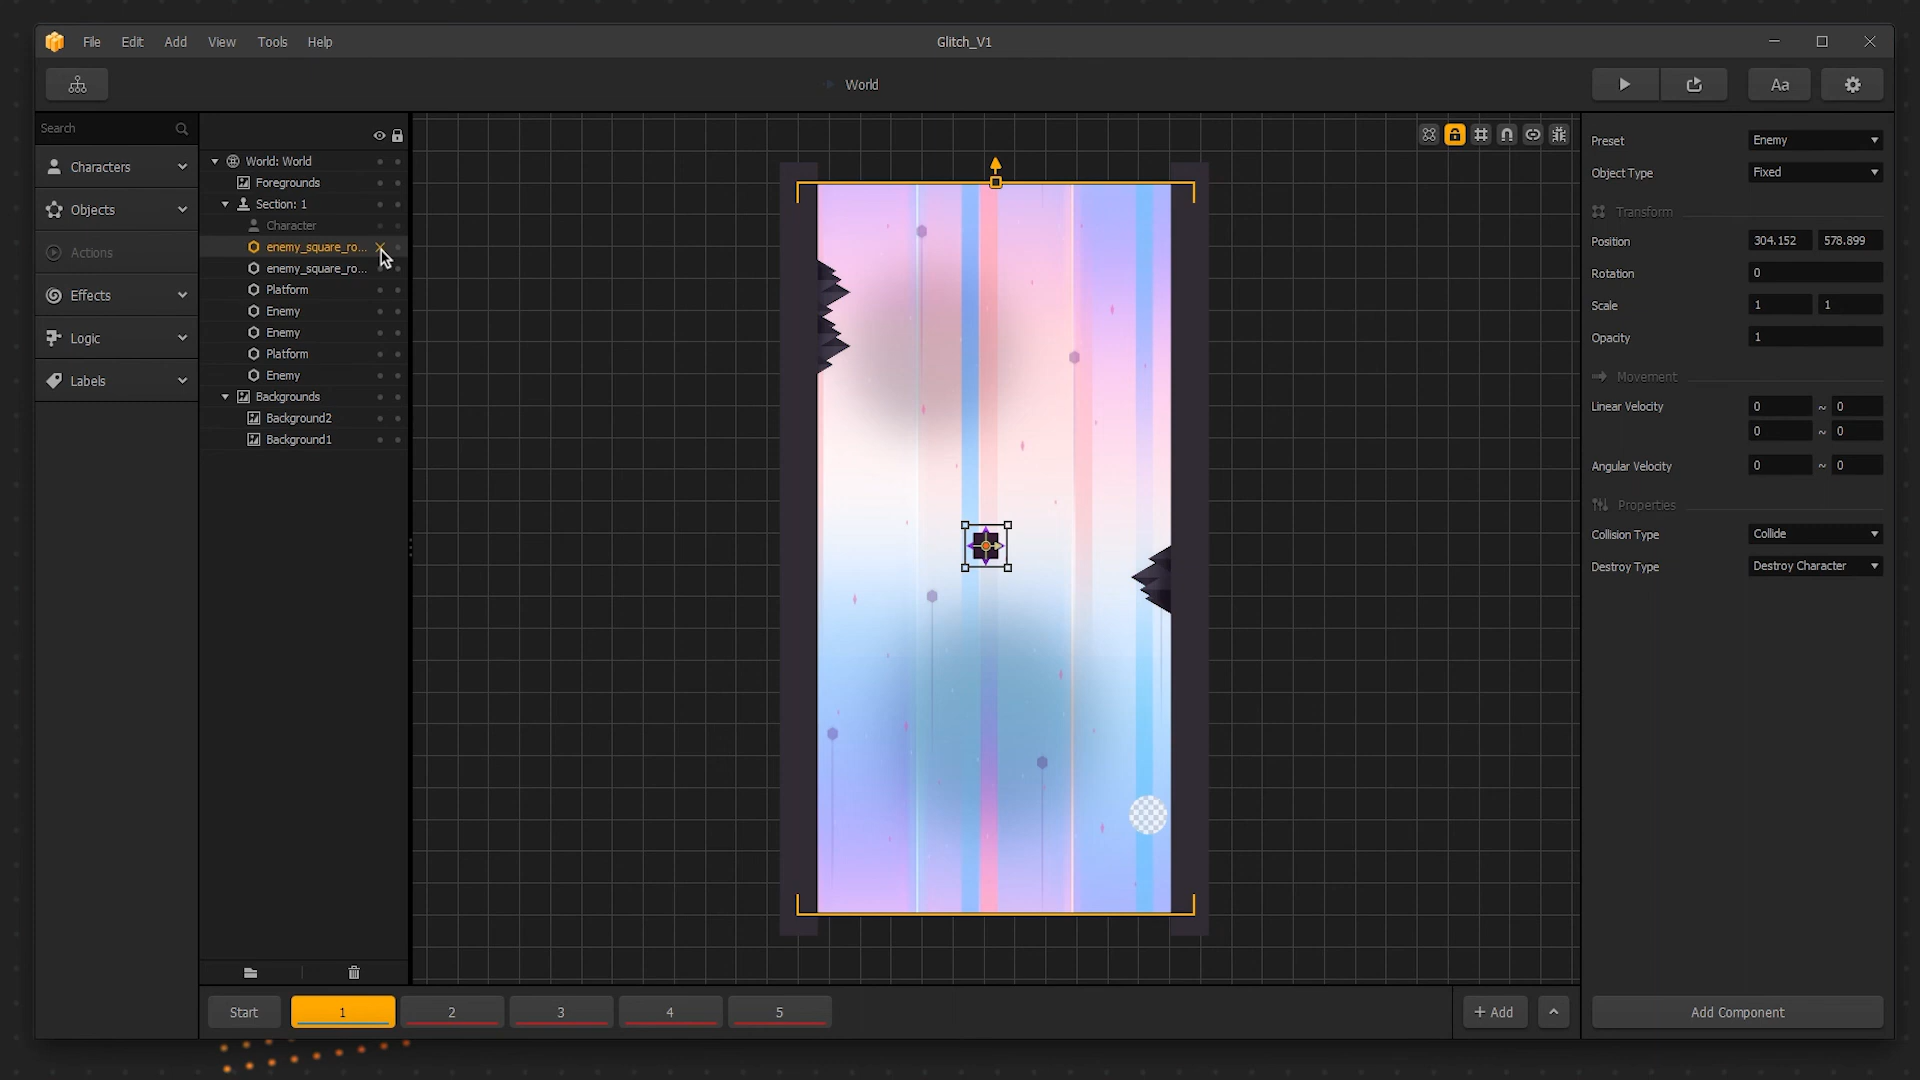 File Edit View Add Tools Help
Glitch_V1
World
Aa
Search
Characters
Objects
Actions
Effects
Logic
Labels
World: World
Foregrounds
Section: 1
Character
enemy_square_ro...
enemy_square_ro...
Platform
Enemy
Enemy
Platform
Enemy
Backgrounds
Background2
Background1
Preset Enemy
Object Type Fixed
Transform
Position 304.152 578.899
Rotation 0
Scale 1 1
Opacity 1
Movement
Linear Velocity 0 ~ 0
0 ~ 0
Angular Velocity 0 ~ 0
Properties
Collision Type Collide
Destroy Type Destroy Character
Start 1 2 3 4 5
+ Add
Add Component